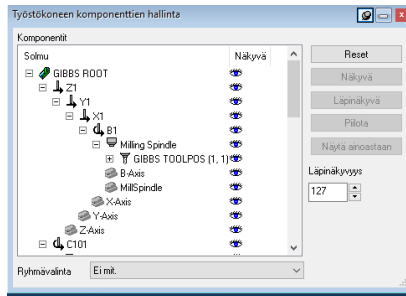 Työstökoneen komponenttien hallinta
Komponentit
Solmu Näkyvä
GIBBS ROOT
Z1
Y1
X1
B1
Milling Spindle
GIBBS TOOLPOS (1, 1)
B-Axis
MillSpindle
X-Axis
Y-Axis
Z-Axis
C101
Reset
Näkyvä
Läpinäkyvä
Piilota
Näytä ainoastaan
Läpinäkyvyys
127
Ryhmävalinta Ei mit.